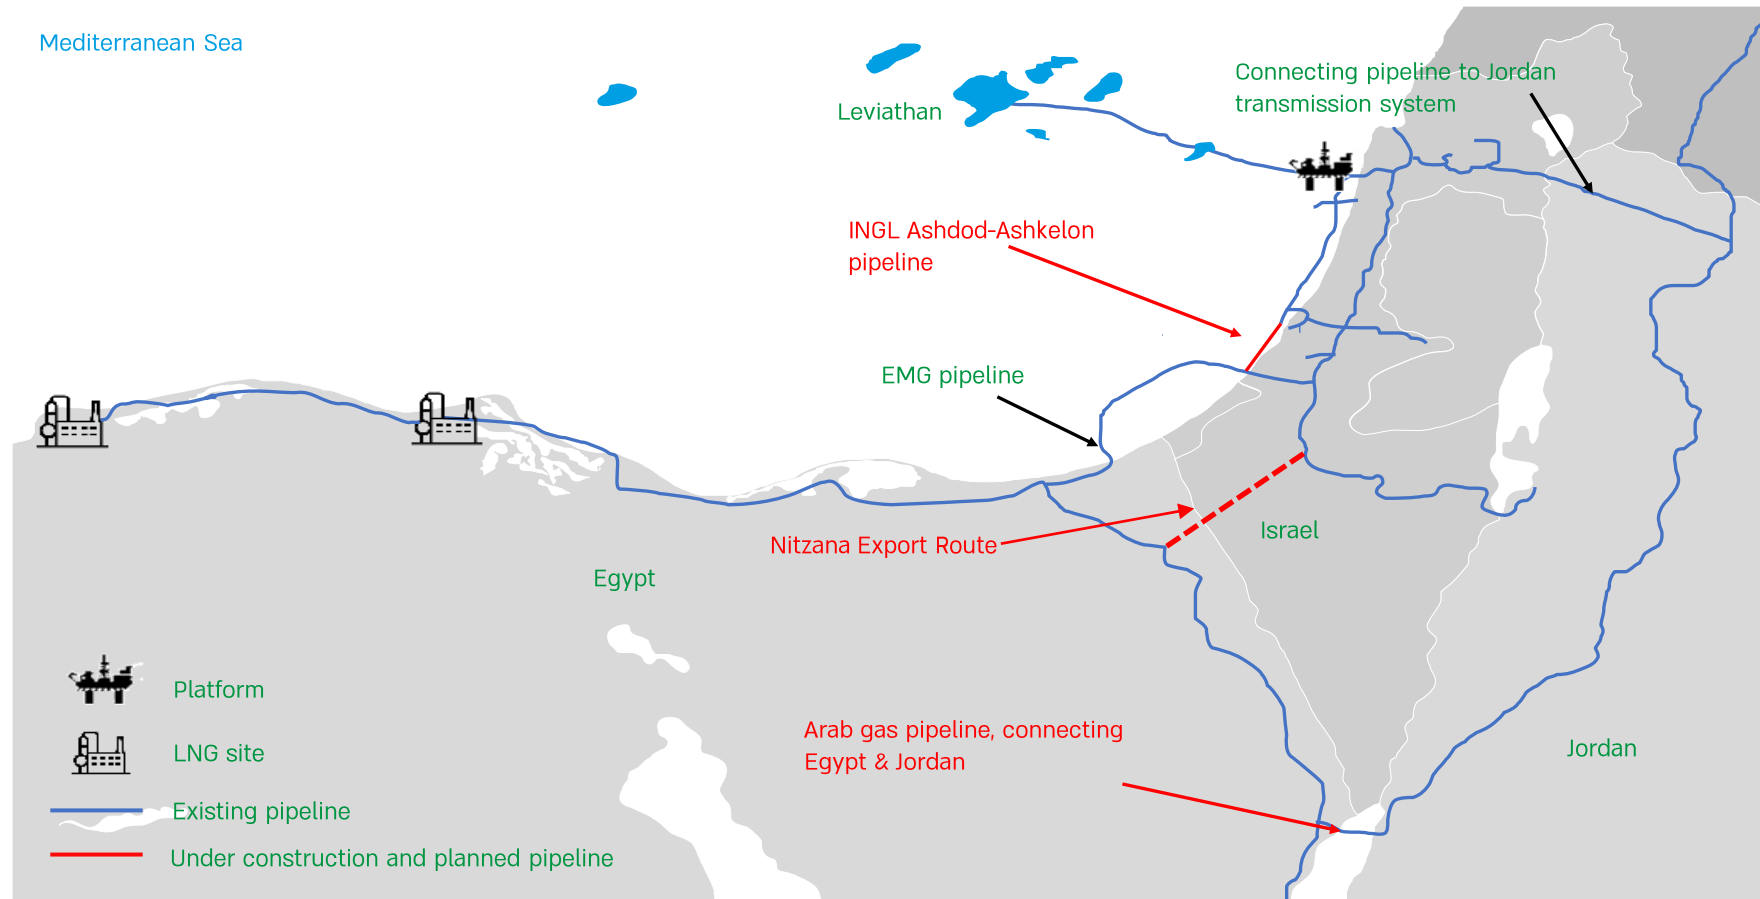 Mediterranean Sea
Connecting pipeline to Jordan
transmission system
Leviathan
INGL Ashdod-Ashkelon
pipeline
EMG pipeline
Nitzana Export Route
Israel
Egypt
Arab gas pipeline, connecting
Egypt & Jordan
Jordan
Platform
LNG site
Existing pipeline
Under construction and planned pipeline